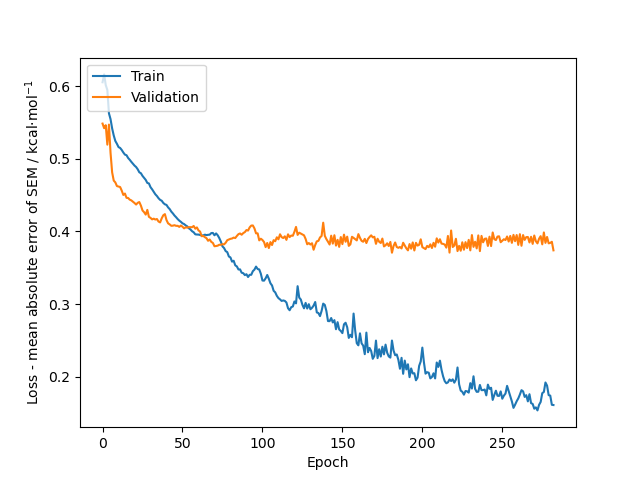 Train
Validation
0.6
0.5
0.4
0.3
0.2
Loss - mean absolute error of SEM / kcal·mol⁻¹
0
50
100
150
200
250
Epoch